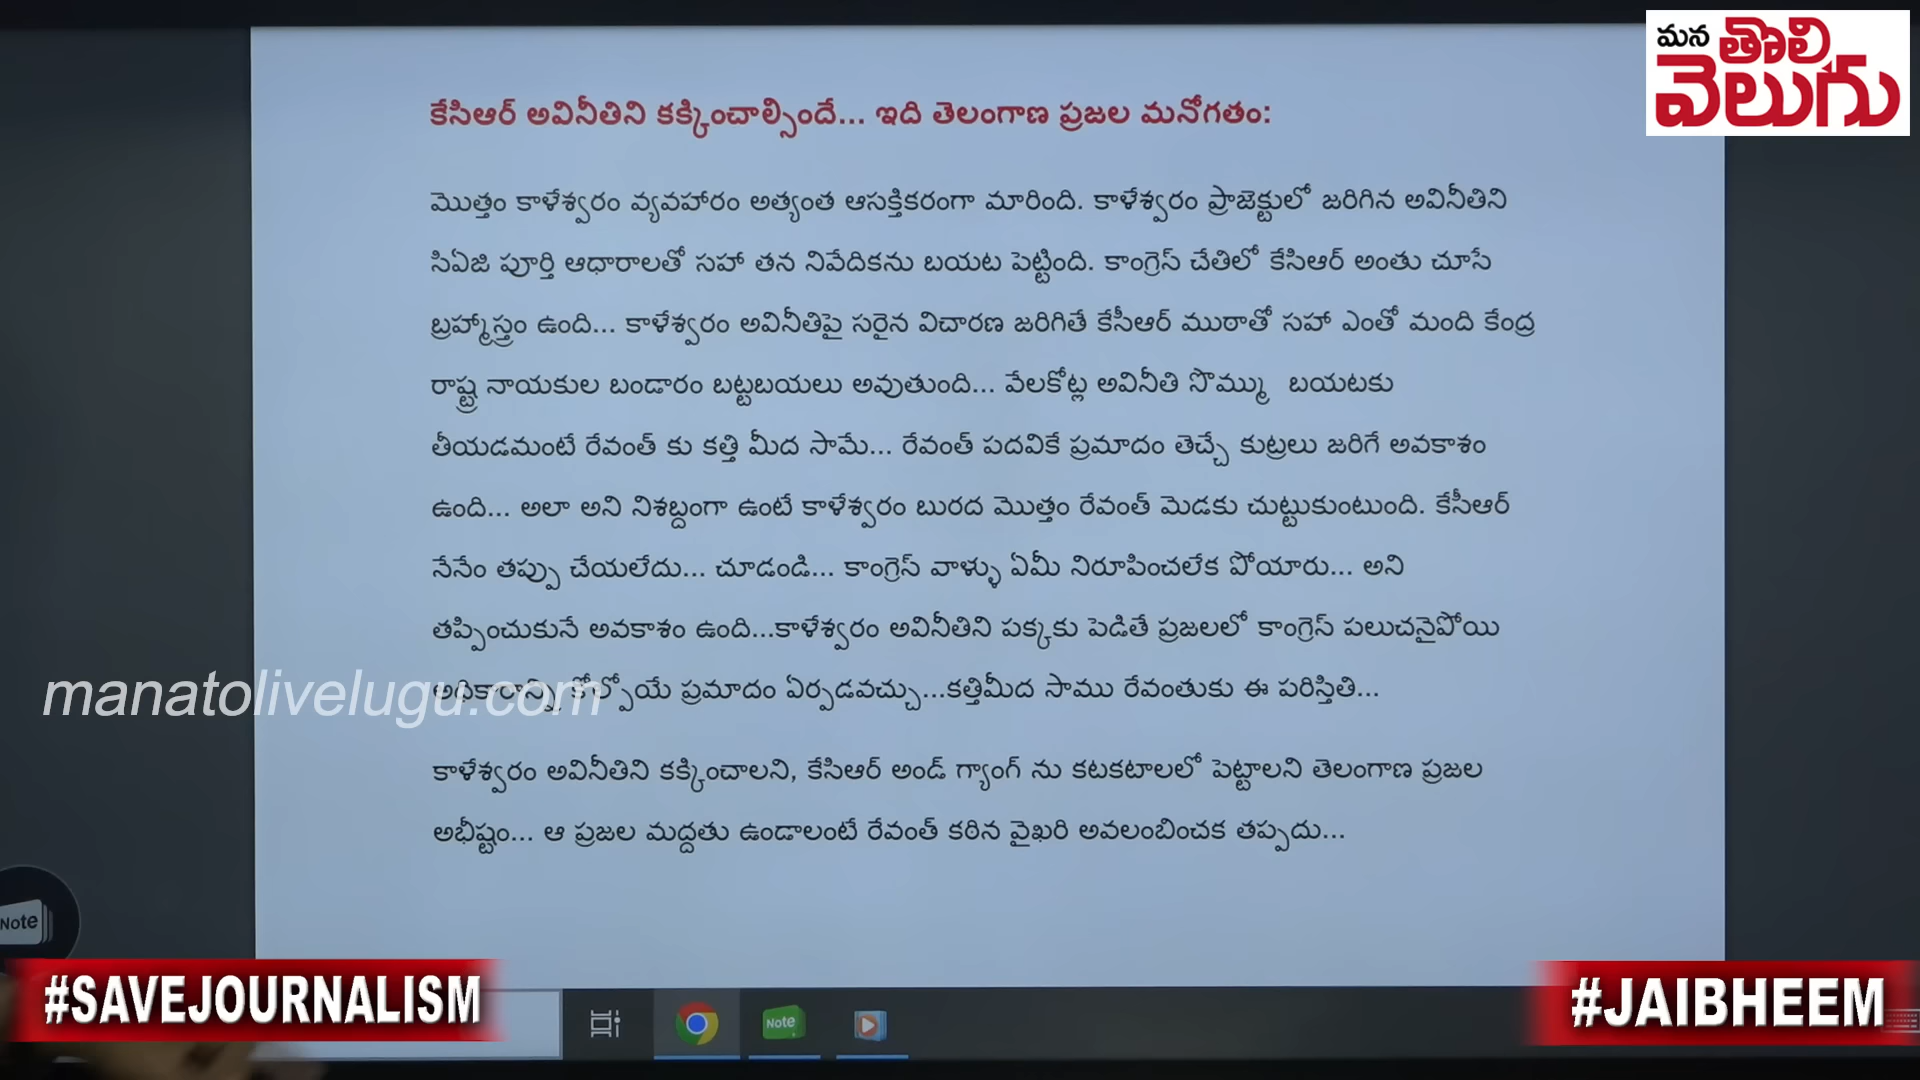 మన
తొలి
వెలుగు
కేసిఆర్ అవినీతిని కక్కించాల్సిందే... ఇది తెలంగాణ ప్రజల మనోగతం:
మొత్తం కాళేశ్వరం వ్యవహారం అత్యంత ఆసక్తికరంగా మారింది. కాళేశ్వరం ప్రాజెక్టులో జరిగిన అవినీతిని
సిఏజి పూర్తి ఆధారాలతో సహా తన నివేదికను బయట పెట్టింది. కాంగ్రెస్ చేతిలో కేసిఆర్ అంతు చూసే
బ్రహ్మాస్త్రం ఉంది... కాళేశ్వరం అవినీతిపై సరైన విచారణ జరిగితే కేసీఆర్ ముఠాతో సహా ఎంతో మంది కేంద్ర
రాష్ట్ర నాయకుల బండారం బట్టబయలు అవుతుంది... వేలకోట్ల అవినీతి సొమ్ము బయటకు
తీయడమంటే రేవంత్ కు కత్తి మీద సామే... రేవంత్ పదవికే ప్రమాదం తెచ్చే కుట్రలు జరిగే అవకాశం
ఉంది... అలా అని నిశబ్దంగా ఉంటే కాళేశ్వరం బురద మొత్తం రేవంత్ మెడకు చుట్టుకుంటుంది. కేసీఆర్
నేనేం తప్పు చేయలేదు... చూడండి... కాంగ్రెస్ వాళ్ళు ఏమీ నిరూపించలేక పోయారు... అని
తప్పించుకునే అవకాశం ఉంది...కాళేశ్వరం అవినీతిని పక్కకు పెడితే ప్రజలలో కాంగ్రెస్ పలుచనైపోయి
అధికారాన్ని కోల్పోయే ప్రమాదం ఏర్పడవచ్చు...కత్తిమీద సాము రేవంతుకు ఈ పరిస్తితి...
manatolivelugu.com
కాళేశ్వరం అవినీతిని కక్కించాలని, కేసిఆర్ అండ్ గ్యాంగ్ ను కటకటాలలో పెట్టాలని తెలంగాణ ప్రజల
అభీష్టం... ఆ ప్రజల మద్దతు ఉండాలంటే రేవంత్ కఠిన వైఖరి అవలంబించక తప్పదు...
Note
#SAVEJOURNALISM
Note
#JAIBHEEM